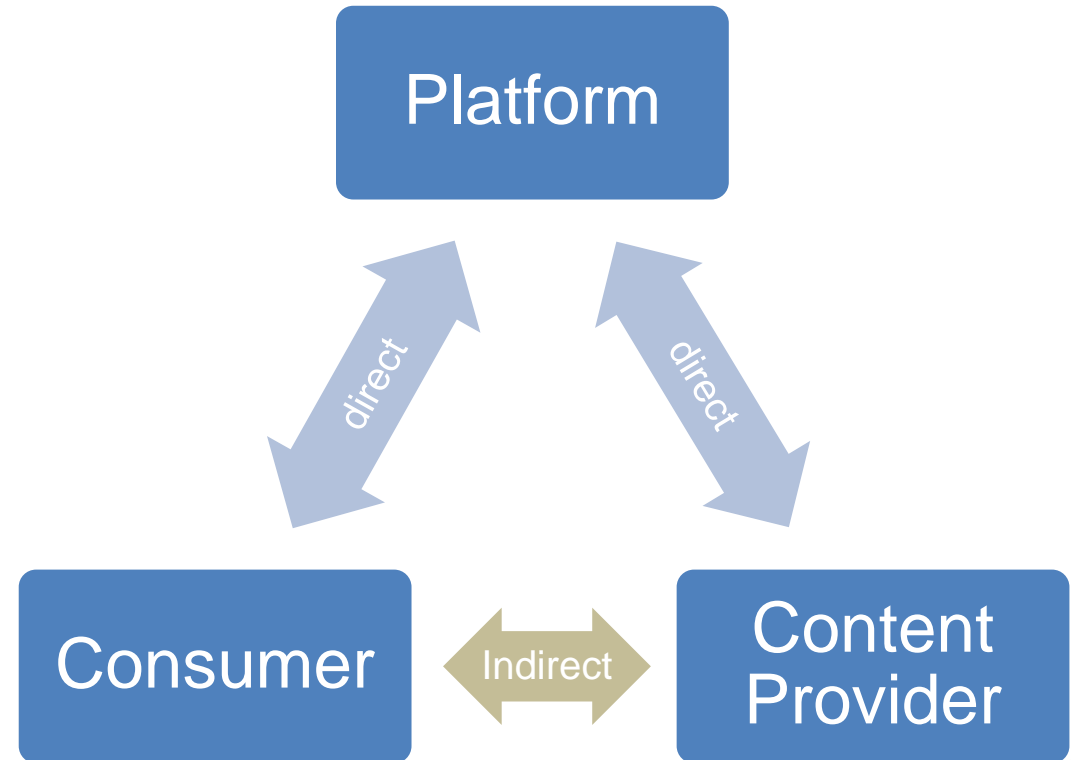 Platform
direct
direct
Consumer
Indirect
Content
Provider